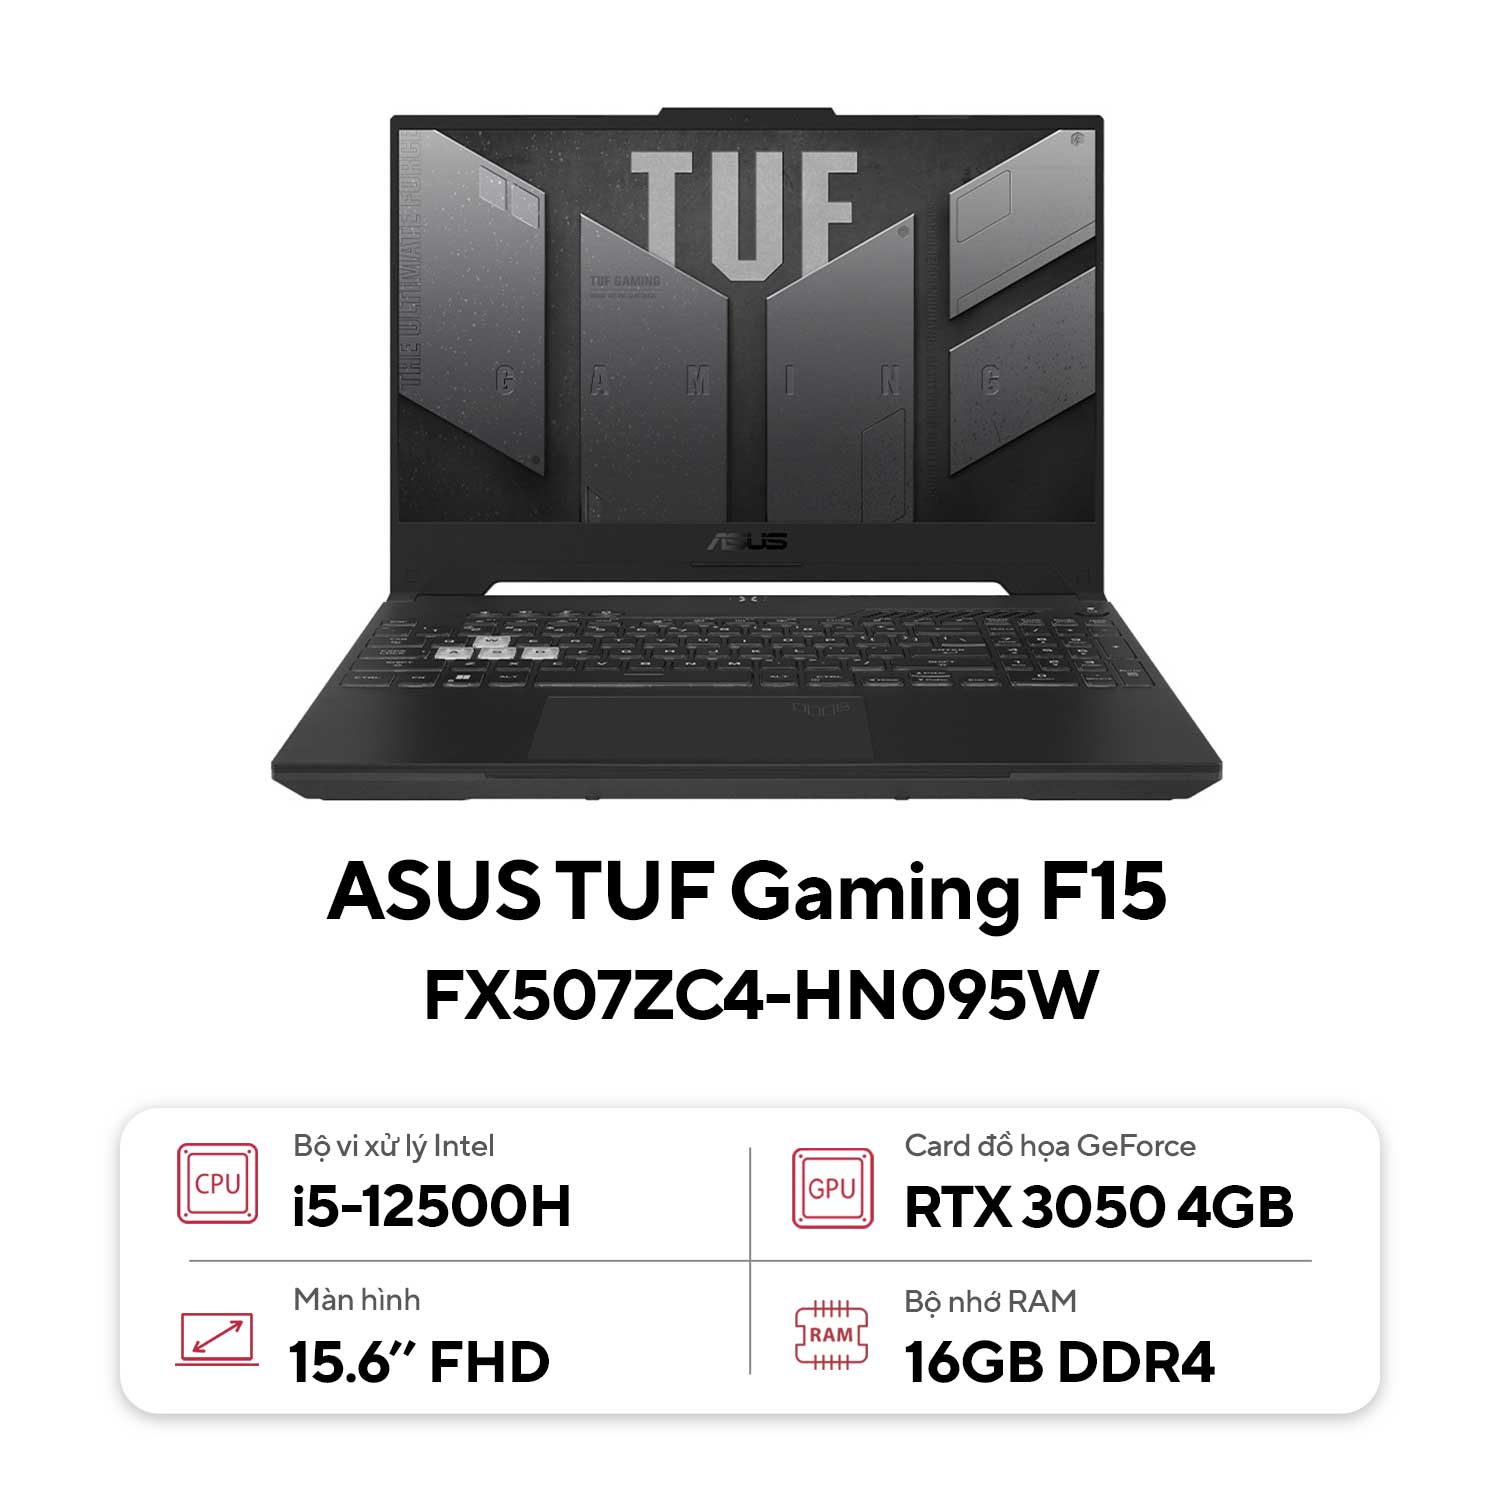 THE ULTIMATE FORCE
TUF
TUF GAMING
G A M I N G
ASUS
ASUS TUF Gaming F15
FX507ZC4-HN095W
CPU
Bộ vi xử lý Intel
i5-12500H
GPU
Card đồ họa GeForce
RTX 3050 4GB
Màn hình
15.6” FHD
RAM
Bộ nhớ RAM
16GB DDR4